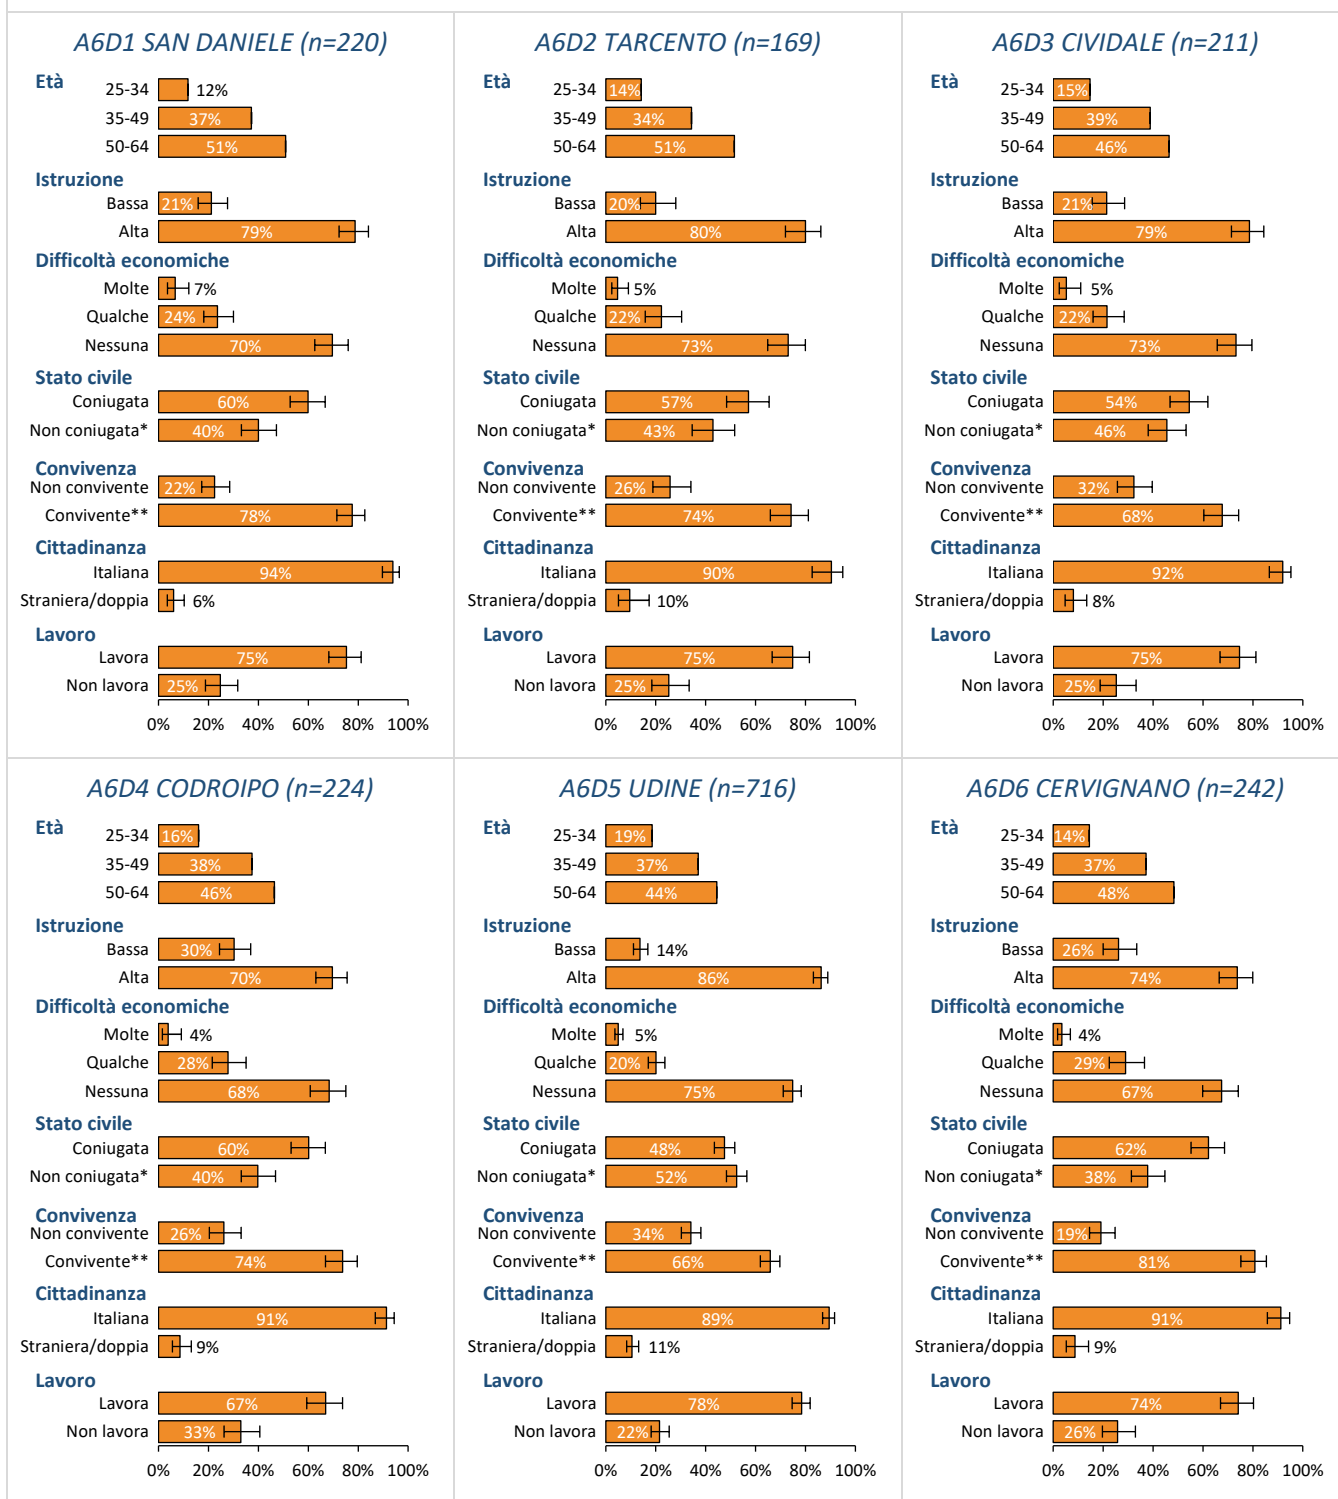 A6D1 SAN DANIELE (n=220)
Età
25-34 12%
35-49 37%
50-64 51%
Istruzione
Bassa 21%
Alta 79%
Difficoltà economiche
Molte 7%
Qualche 24%
Nessuna 70%
Stato civile
Coniugata 60%
Non coniugata* 40%
Convivenza
Non convivente 22%
Convivente** 78%
Cittadinanza
Italiana 94%
Straniera/doppia 6%
Lavoro
Lavora 75%
Non lavora 25%
0% 20% 40% 60% 80% 100%
A6D2 TARCENTO (n=169)
Età
25-34 14%
35-49 34%
50-64 51%
Istruzione
Bassa 20%
Alta 80%
Difficoltà economiche
Molte 5%
Qualche 22%
Nessuna 73%
Stato civile
Coniugata 57%
Non coniugata* 43%
Convivenza
Non convivente 26%
Convivente** 74%
Cittadinanza
Italiana 90%
Straniera/doppia 10%
Lavoro
Lavora 75%
Non lavora 25%
0% 20% 40% 60% 80% 100%
A6D3 CIVIDALE (n=211)
Età
25-34 15%
35-49 39%
50-64 46%
Istruzione
Bassa 21%
Alta 79%
Difficoltà economiche
Molte 5%
Qualche 22%
Nessuna 73%
Stato civile
Coniugata 54%
Non coniugata* 46%
Convivenza
Non convivente 32%
Convivente** 68%
Cittadinanza
Italiana 92%
Straniera/doppia 8%
Lavoro
Lavora 75%
Non lavora 25%
0% 20% 40% 60% 80% 100%
A6D4 CODROIPO (n=224)
Età
25-34 16%
35-49 38%
50-64 46%
Istruzione
Bassa 30%
Alta 70%
Difficoltà economiche
Molte 4%
Qualche 28%
Nessuna 68%
Stato civile
Coniugata 60%
Non coniugata* 40%
Convivenza
Non convivente 26%
Convivente** 74%
Cittadinanza
Italiana 91%
Straniera/doppia 9%
Lavoro
Lavora 67%
Non lavora 33%
0% 20% 40% 60% 80% 100%
A6D5 UDINE (n=716)
Età
25-34 19%
35-49 37%
50-64 44%
Istruzione
Bassa 14%
Alta 86%
Difficoltà economiche
Molte 5%
Qualche 20%
Nessuna 75%
Stato civile
Coniugata 48%
Non coniugata* 52%
Convivenza
Non convivente 34%
Convivente** 66%
Cittadinanza
Italiana 89%
Straniera/doppia 11%
Lavoro
Lavora 78%
Non lavora 22%
0% 20% 40% 60% 80% 100%
A6D6 CERVIGNANO (n=242)
Età
25-34 14%
35-49 37%
50-64 48%
Istruzione
Bassa 26%
Alta 74%
Difficoltà economiche
Molte 4%
Qualche 29%
Nessuna 67%
Stato civile
Coniugata 62%
Non coniugata* 38%
Convivenza
Non convivente 19%
Convivente** 81%
Cittadinanza
Italiana 91%
Straniera/doppia 9%
Lavoro
Lavora 74%
Non lavora 26%
0% 20% 40% 60% 80% 100%